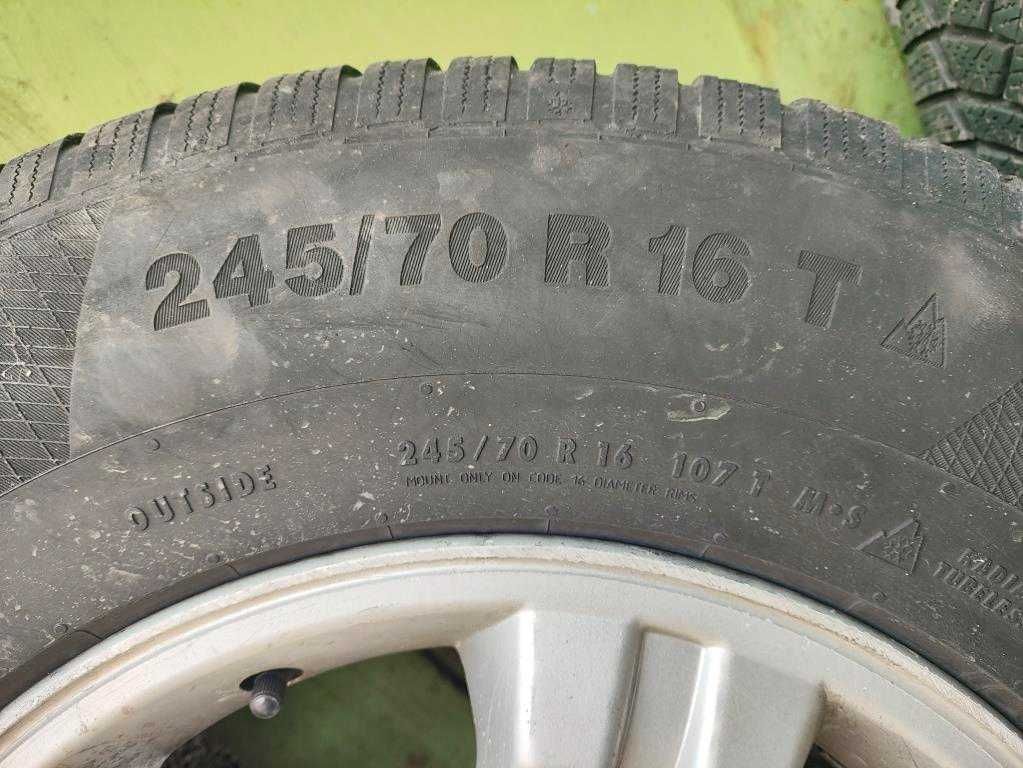 245/70 R 16 T
245/70 R 16 107 T M•S
MOUNT ONLY ON CODE 16 DIAMETER RIMS
OUTSIDE